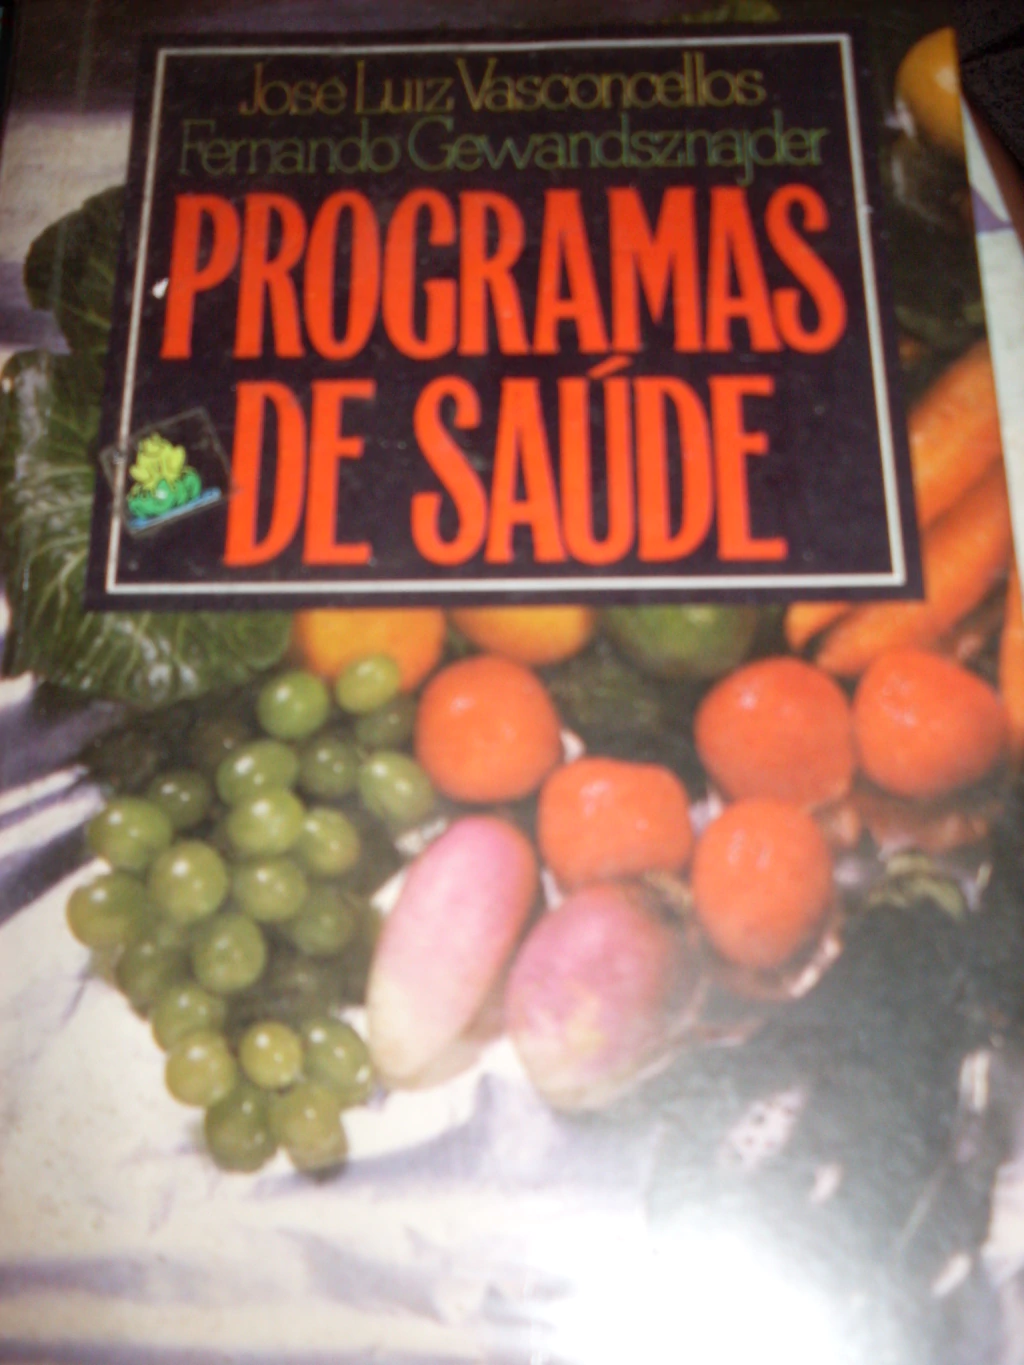 José Luiz Vasconcellos
Fernando Gewandsznajder
PROGRAMAS
DE SAÚDE